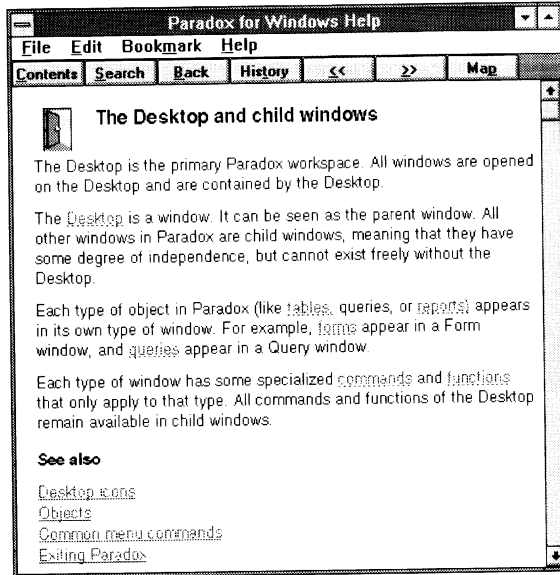 Paradox for Windows Help
File Edit Bookmark Help
Contents Search Back History << >> Map
The Desktop and child windows
The Desktop is the primary Paradox workspace. All windows are opened
on the Desktop and are contained by the Desktop.
The Desktop is a window. It can be seen as the parent window. All
other windows in Paradox are child windows, meaning that they have
some degree of independence, but cannot exist freely without the
Desktop.
Each type of object in Paradox (like tables, queries, or reports) appears
in its own type of window. For example, forms appear in a Form
window, and queries appear in a Query window.
Each type of window has some specialized commands and functions
that only apply to that type. All commands and functions of the Desktop
remain available in child windows.
See also
Desktop icons
Objects
Common menu commands
Exiting Paradox